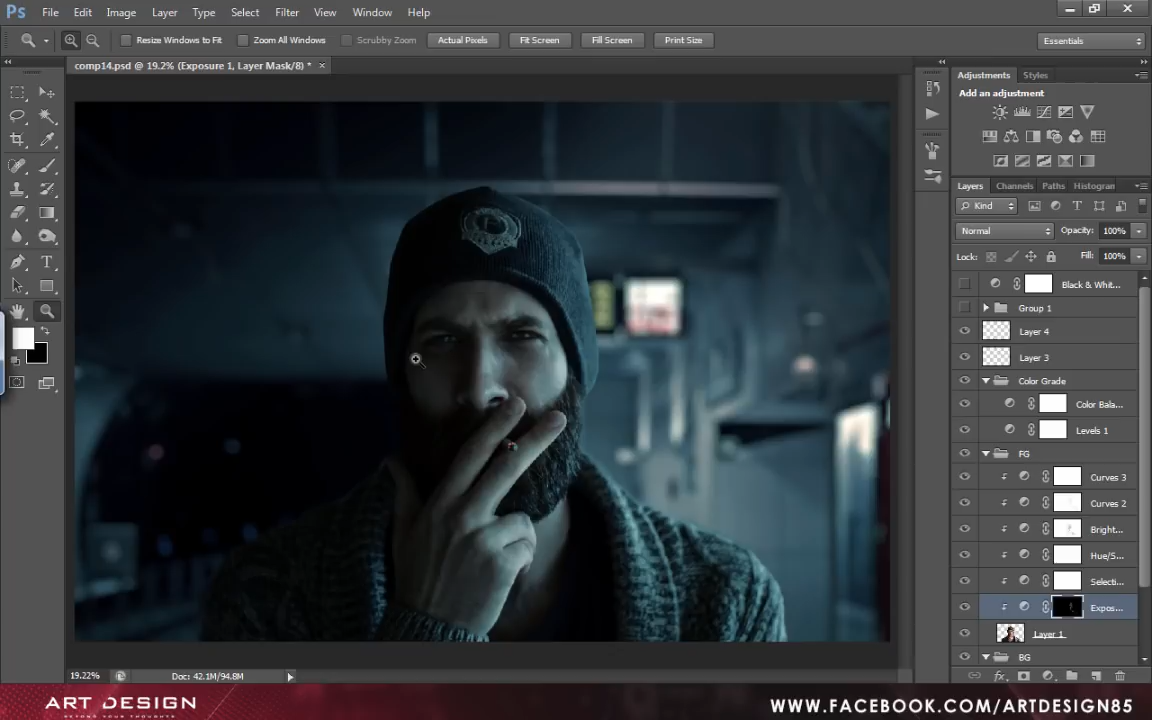 Ps File Edit Image Layer Type Select Filter View Window Help
Resize Windows to Fit Zoom All Windows Scrubby Zoom Actual Pixels Fit Screen Fill Screen Print Size Essentials
comp14.psd @ 19.2% (Exposure 1, Layer Mask/8) * ×
Adjustments Styles
Add an adjustment
Layers Channels Paths Histogram
Kind
Normal Opacity: 100%
Lock: Fill: 100%
Black & Whit...
Group 1
Layer 4
Layer 3
Color Grade
Color Bala...
Levels 1
FG
Curves 3
Curves 2
Bright...
Hue/S...
Selecti...
Expos...
Layer 1
BG
19.22% Doc: 42.1M/94.8M
ART DESIGN
BEYOND YOUR THOUGHTS
WWW.FACEBOOK.COM/ARTDESIGN85